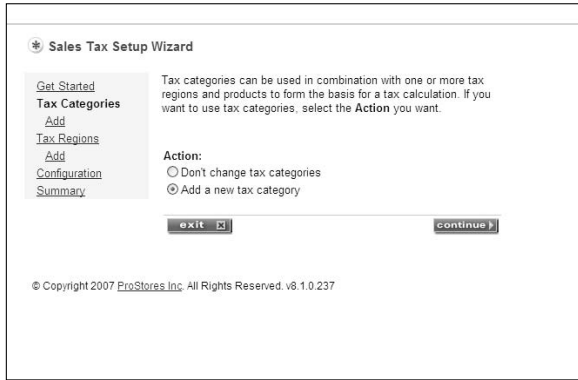 Sales Tax Setup Wizard
Get Started
Tax Categories
Add
Tax Regions
Add
Configuration
Summary
Tax categories can be used in combination with one or more tax
regions and products to form the basis for a tax calculation. If you
want to use tax categories, select the Action you want.
Action:
Don't change tax categories
Add a new tax category
exit
continue
© Copyright 2007 ProStores Inc. All Rights Reserved. v8.1.0.237